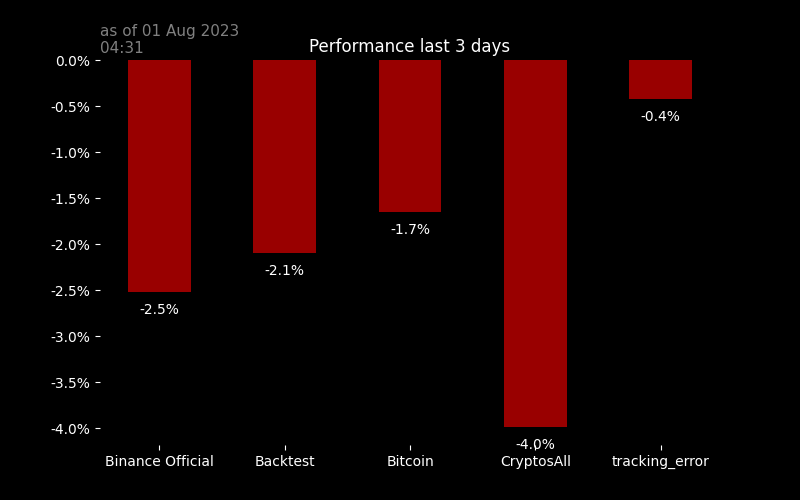 as of 01 Aug 2023
04:31
Performance last 3 days
0.0%
-0.5%
-1.0%
-1.5%
-2.0%
-2.5%
-3.0%
-3.5%
-4.0%
-2.5%
-2.1%
-1.7%
-4.0%
-0.4%
Binance Official
Backtest
Bitcoin
CryptosAll
tracking_error